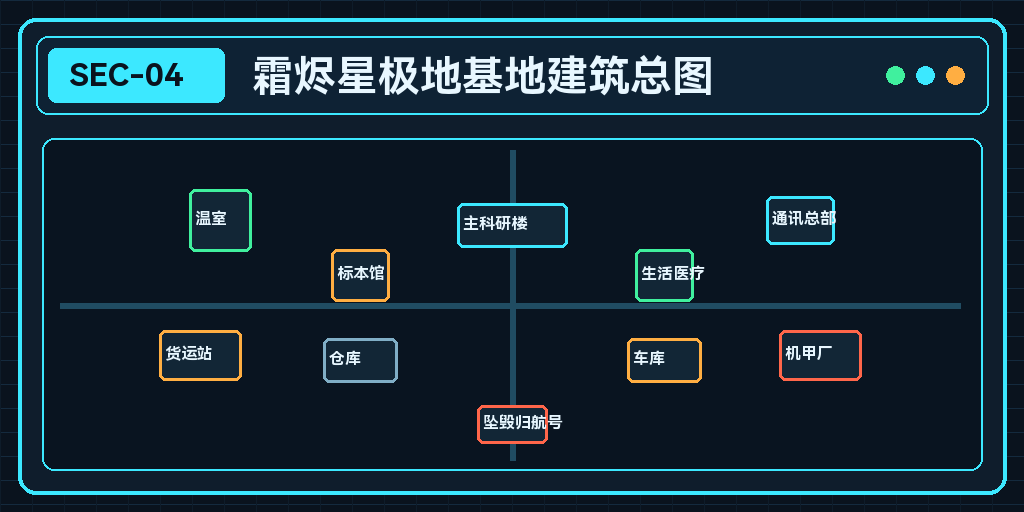 SEC-04
霜烬星极地基地建筑总图
温室
主科研楼
通讯总部
标本馆
生活医疗
货运站
仓库
车库
机甲厂
坠毁归航号